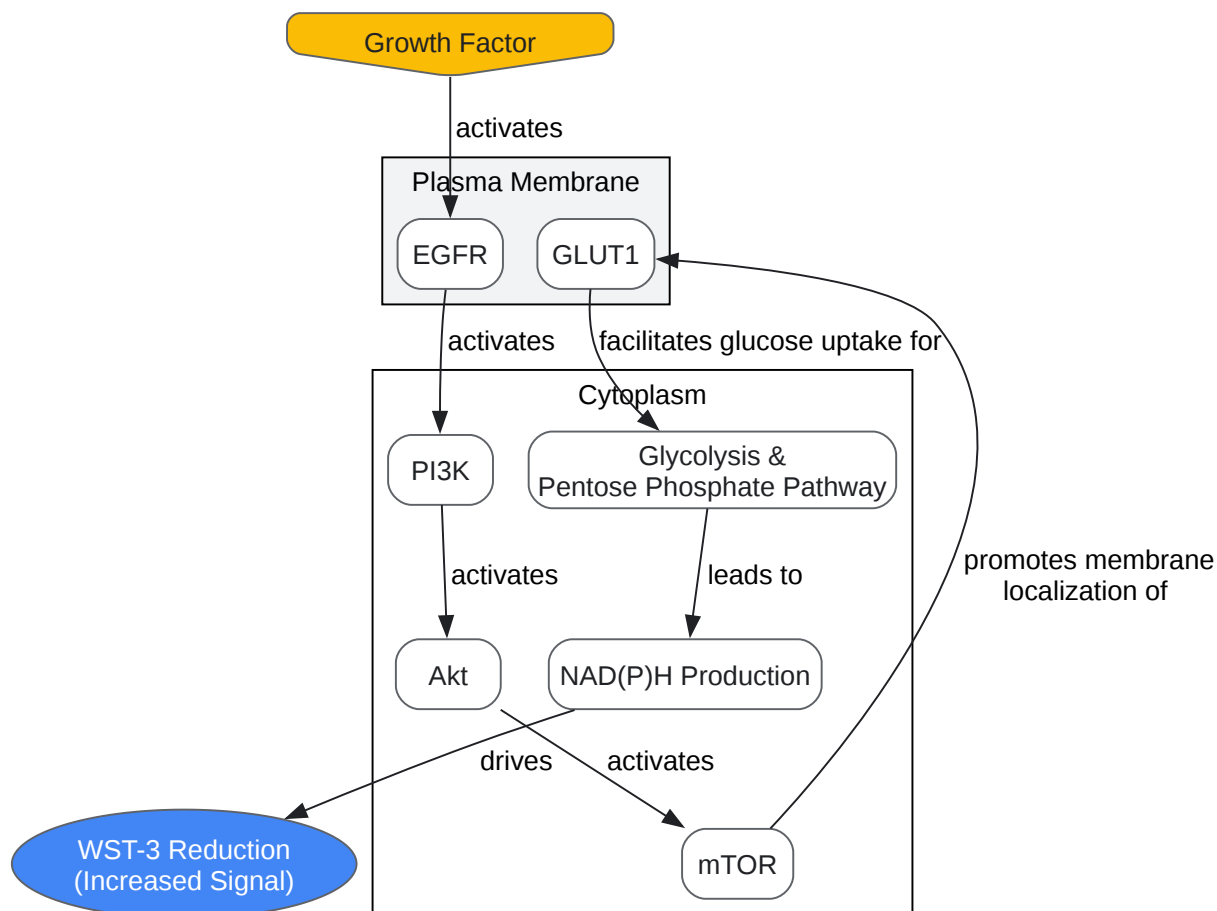 Growth Factor
activates
Plasma Membrane
EGFR
GLUT1
activates
facilitates glucose uptake for
Cytoplasm
PI3K
Glycolysis &
Pentose Phosphate Pathway
activates
leads to
promotes membrane
localization of
Akt
NAD(P)H Production
drives
activates
WST-3 Reduction
(Increased Signal)
mTOR